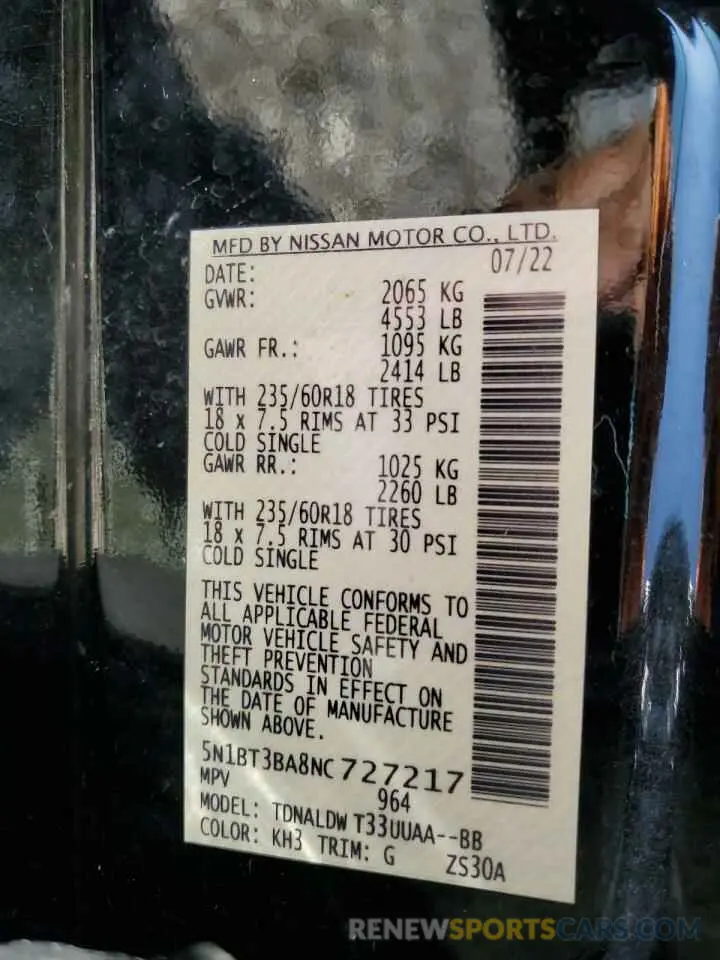 MFD BY NISSAN MOTOR CO., LTD.
DATE: 07/22
GVWR: 2065 KG
4553 LB
GAWR FR.: 1095 KG
2414 LB
WITH 235/60R18 TIRES
18 x 7.5 RIMS AT 33 PSI
COLD SINGLE
GAWR RR.: 1025 KG
2260 LB
WITH 235/60R18 TIRES
18 x 7.5 RIMS AT 30 PSI
COLD SINGLE
THIS VEHICLE CONFORMS TO
ALL APPLICABLE FEDERAL
MOTOR VEHICLE SAFETY AND
THEFT PREVENTION
STANDARDS IN EFFECT ON
THE DATE OF MANUFACTURE
SHOWN ABOVE.
5N1BT3BA8NC727217
MPV 964
MODEL: TDNALDW T33UUAA--BB
COLOR: KH3 TRIM: G ZS30A
RENEWSPORTSCARS.COM